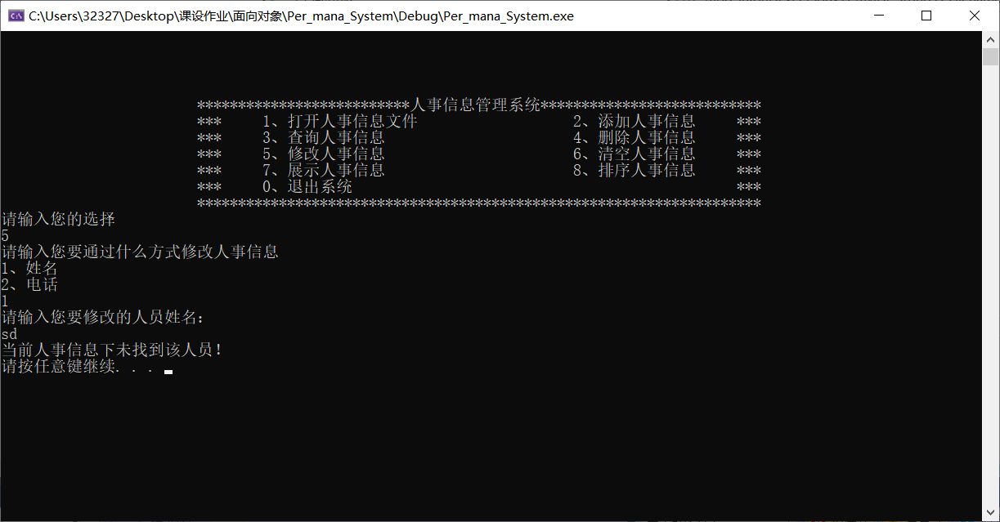 C:\Users\32327\Desktop\课设作业\面向对象\Per_mana_System\Debug\Per_mana_System.exe
**************************人事信息管理系统***************************
*** 1、打开人事信息文件 2、添加人事信息 ***
*** 3、查询人事信息 4、删除人事信息 ***
*** 5、修改人事信息 6、清空人事信息 ***
*** 7、展示人事信息 8、排序人事信息 ***
*** 0、退出系统 ***
*********************************************************************
请输入您的选择
5
请输入您要通过什么方式修改人事信息
1、姓名
2、电话
1
请输入您要修改的人员姓名：
sd
当前人事信息下未找到该人员！
请按任意键继续. . .